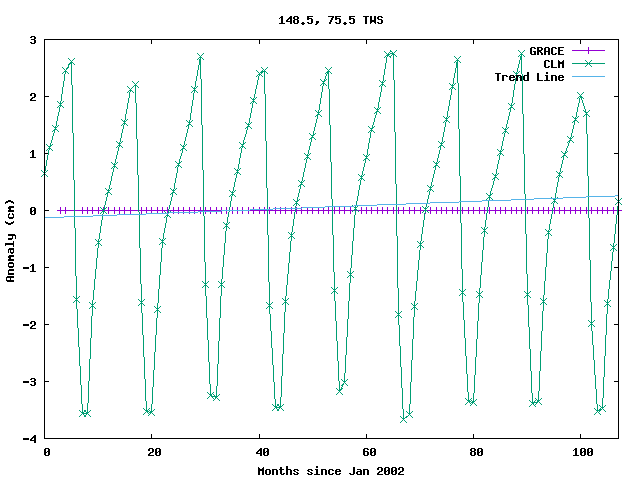 148.5, 75.5 TWS
GRACE
CLM
Trend Line
3
2
1
0
-1
-2
-3
-4
Anomaly (cm)
0 20 40 60 80 100
Months since Jan 2002